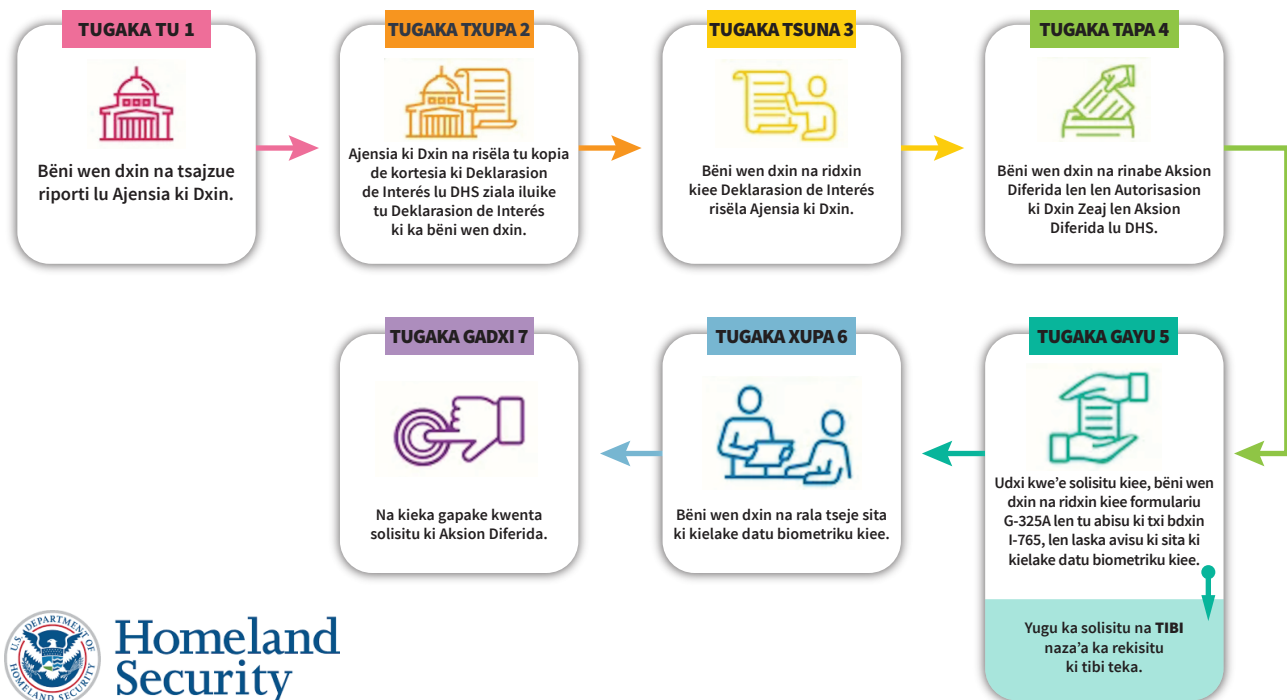 TUGAKA TU 1
Bëni wen dxin na tsajzue
riporti lu Ajensia ki Dxin.
TUGAKA TXUPA 2
Ajensia ki Dxin na risëla tu kopia
de kortesia ki Deklarasion
de Interés lu DHS ziala iluike
tu Deklarasion de Interés
ki ka bëni wen dxin.
TUGAKA TSUNA 3
Bëni wen dxin na ridxin
kiee Deklarasion de Interés
risëla Ajensia ki Dxin.
TUGAKA TAPA 4
Bëni wen dxin na rinabe Aksion
Diferida len len Autorisasion
ki Dxin Zeaj len Aksion
Diferida lu DHS.
TUGAKA GAYU 5
Udxi kwe’e solisitu kiee, bëni wen
dxin na ridxin kiee formulariu
G-325A len tu abisu ki txi bdxin
I-765, len laska avisu ki sita ki
kielake datu biometriku kiee.
Yugu ka solisitu na TIBI
naza’a ka rekisitu
ki tibi teka.
TUGAKA XUPA 6
Bëni wen dxin na rala tseje sita
ki kielake datu biometriku kiee.
TUGAKA GADXI 7
Na kieka gapake kwenta
solisitu ki Aksion Diferida.
U.S. DEPARTMENT OF
HOMELAND SECURITY
Homeland
Security